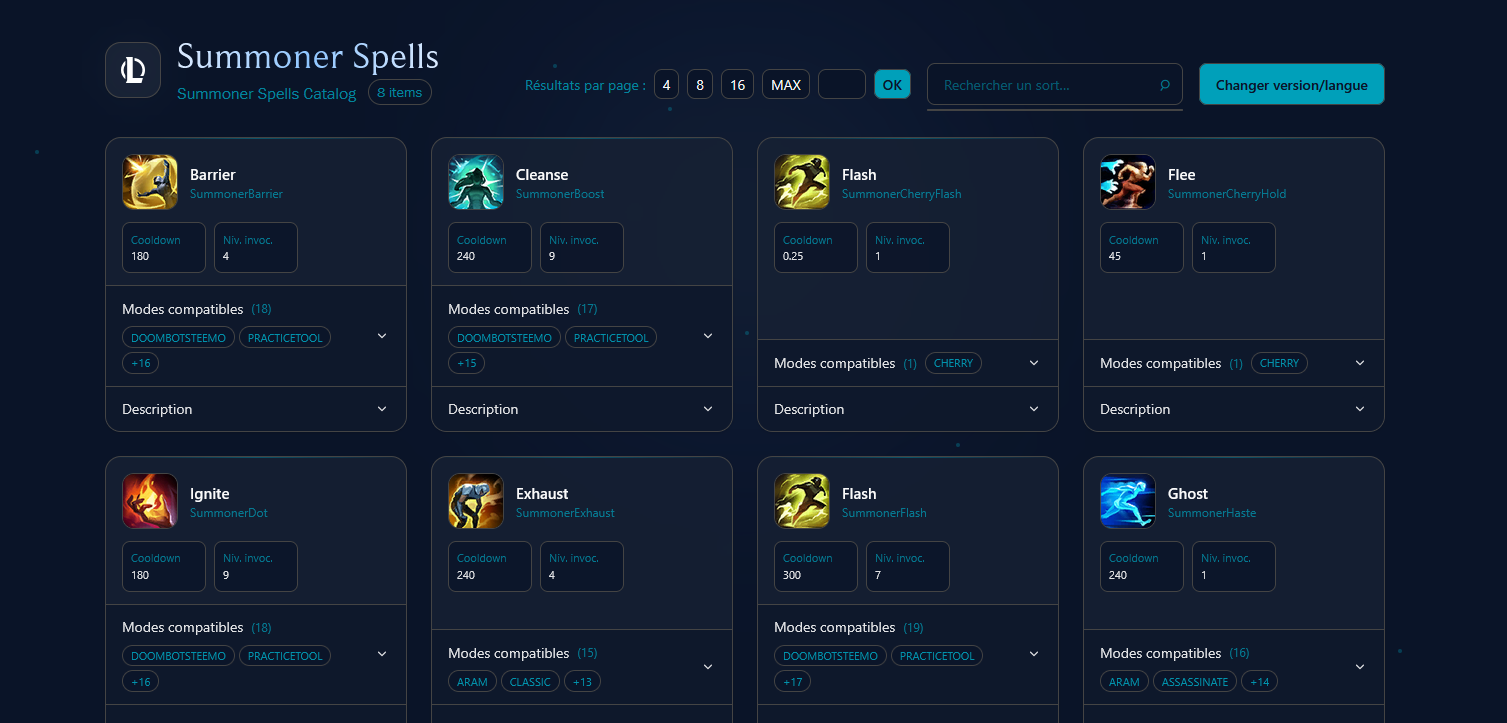 Summoner Spells
Summoner Spells Catalog 8 items
Résultats par page : 4 8 16 MAX OK
Rechercher un sort...
Changer version/langue
Barrier
SummonerBarrier
Cooldown
180
Niv. invoc.
4
Modes compatibles (18)
DOOMBOTSTEEMO PRACTICETOOL
+16
Description
Cleanse
SummonerBoost
Cooldown
240
Niv. invoc.
9
Modes compatibles (17)
DOOMBOTSTEEMO PRACTICETOOL
+15
Description
Flash
SummonerCherryFlash
Cooldown
0.25
Niv. invoc.
1
Modes compatibles (1) CHERRY
Description
Flee
SummonerCherryHold
Cooldown
45
Niv. invoc.
1
Modes compatibles (1) CHERRY
Description
Ignite
SummonerDot
Cooldown
180
Niv. invoc.
9
Modes compatibles (18)
DOOMBOTSTEEMO PRACTICETOOL
+16
Exhaust
SummonerExhaust
Cooldown
240
Niv. invoc.
4
Modes compatibles (15)
ARAM CLASSIC +13
Flash
SummonerFlash
Cooldown
300
Niv. invoc.
7
Modes compatibles (19)
DOOMBOTSTEEMO PRACTICETOOL
+17
Ghost
SummonerHaste
Cooldown
240
Niv. invoc.
1
Modes compatibles (16)
ARAM ASSASSINATE +14